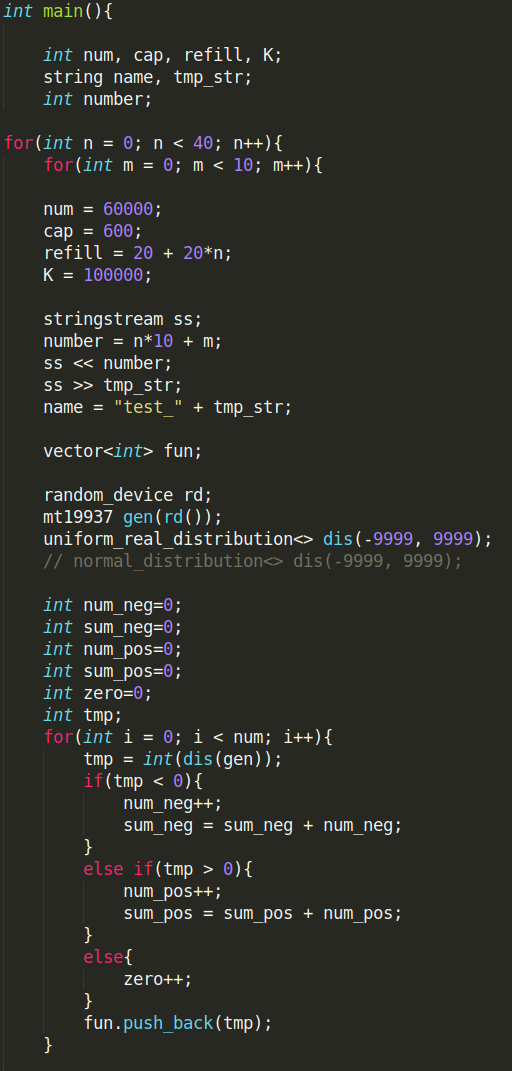 int main(){
int num, cap, refill, K;
string name, tmp_str;
int number;
for(int n = 0; n < 40; n++){
for(int m = 0; m < 10; m++){
num = 60000;
cap = 600;
refill = 20 + 20*n;
K = 100000;
stringstream ss;
number = n*10 + m;
ss << number;
ss >> tmp_str;
name = "test_" + tmp_str;
vector<int> fun;
random_device rd;
mt19937 gen(rd());
uniform_real_distribution<> dis(-9999, 9999);
// normal_distribution<> dis(-9999, 9999);
int num_neg=0;
int sum_neg=0;
int num_pos=0;
int sum_pos=0;
int zero=0;
int tmp;
for(int i = 0; i < num; i++){
tmp = int(dis(gen));
if(tmp < 0){
num_neg++;
sum_neg = sum_neg + num_neg;
}
else if(tmp > 0){
num_pos++;
sum_pos = sum_pos + num_pos;
}
else{
zero++;
}
fun.push_back(tmp);
}